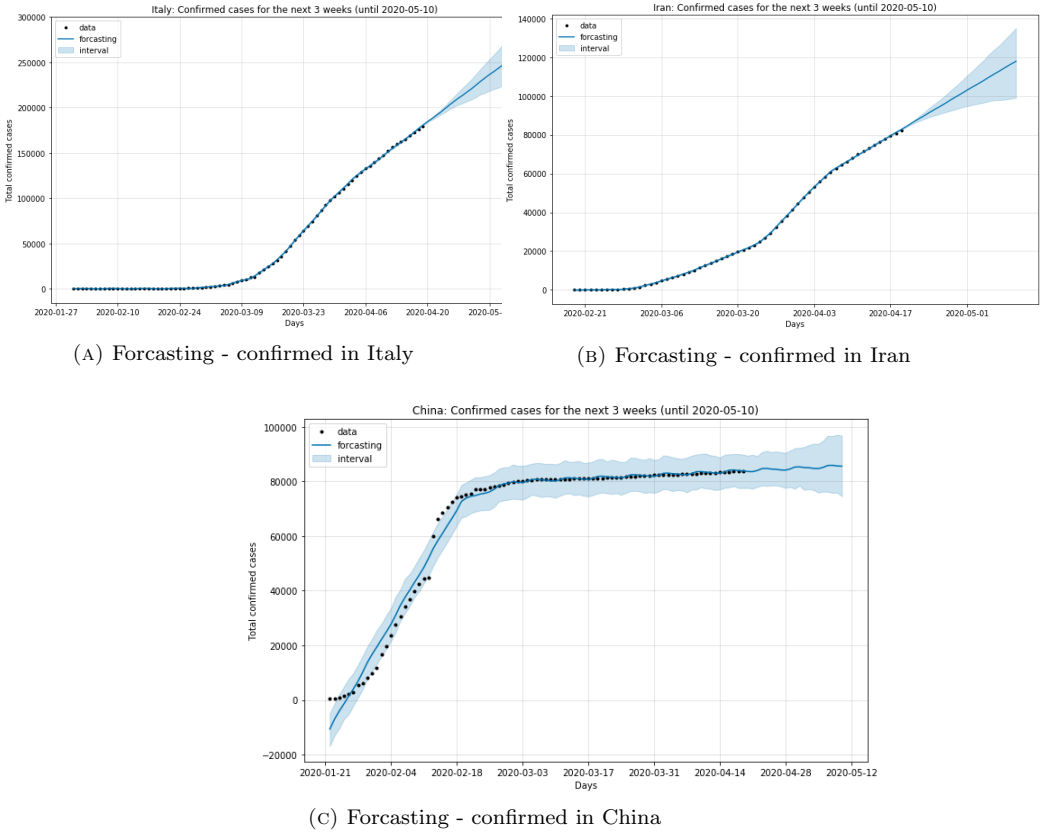 Italy: Confirmed cases for the next 3 weeks (until 2020-05-10)
data
forcasting
interval
300000
250000
200000
150000
100000
50000
0
Total confirmed cases
2020-01-27 2020-02-10 2020-02-24 2020-03-09 2020-03-23 2020-04-06 2020-04-20 2020-05-
Days
(A) Forcasting - confirmed in Italy
Iran: Confirmed cases for the next 3 weeks (until 2020-05-10)
data
forcasting
interval
140000
120000
100000
80000
60000
40000
20000
0
Total confirmed cases
2020-02-21 2020-03-06 2020-03-20 2020-04-03 2020-04-17 2020-05-01
Days
(B) Forcasting - confirmed in Iran
China: Confirmed cases for the next 3 weeks (until 2020-05-10)
data
forcasting
interval
100000
80000
60000
40000
20000
0
−20000
Total confirmed cases
2020-01-21 2020-02-04 2020-02-18 2020-03-03 2020-03-17 2020-03-31 2020-04-14 2020-04-28 2020-05-12
Days
(C) Forcasting - confirmed in China